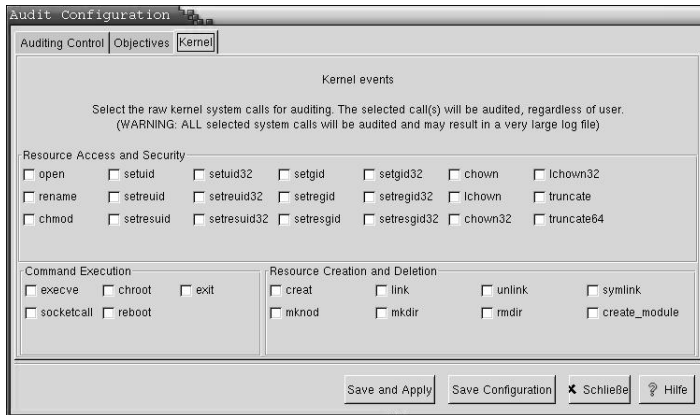 Audit Configuration
Auditing Control Objectives Kernel
Kernel events
Select the raw kernel system calls for auditing. The selected call(s) will be audited, regardless of user.
(WARNING: ALL selected system calls will be audited and may result in a very large log file)
Resource Access and Security
open setuid setuid32 setgid setgid32 chown lchown32
rename setreuid setreuid32 setregid setregid32 lchown truncate
chmod setresuid setresuid32 setresgid setresgid32 chown32 truncate64
Command Execution
execve chroot exit
socketcall reboot
Resource Creation and Deletion
creat link unlink symlink
mknod mkdir rmdir create_module
Save and Apply Save Configuration Schließe Hilfe